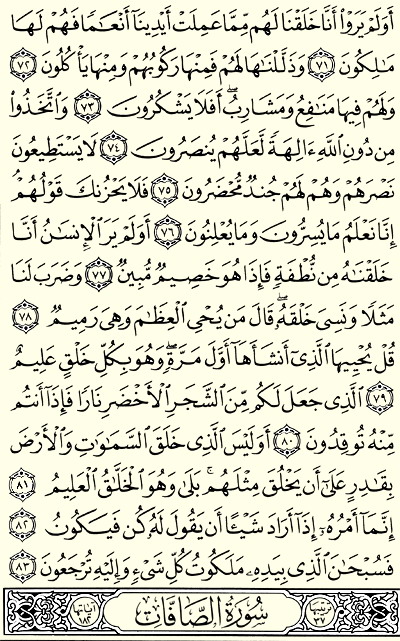 أَوَلَمْ يَرَوْا۟ أَنَّا خَلَقْنَا لَهُم مِّمَّا عَمِلَتْ أَيْدِينَآ أَنْعَٰمًا فَهُمْ لَهَا
مَٰلِكُونَ ٧١ وَذَلَّلْنَٰهَا لَهُمْ فَمِنْهَا رَكُوبُهُمْ وَمِنْهَا يَأْكُلُونَ ٧٢
وَلَهُمْ فِيهَا مَنَٰفِعُ وَمَشَارِبُ ۖ أَفَلَا يَشْكُرُونَ ٧٣ وَٱتَّخَذُوا۟
مِن دُونِ ٱللَّهِ ءَالِهَةً لَّعَلَّهُمْ يُنصَرُونَ ٧٤ لَا يَسْتَطِيعُونَ
نَصْرَهُمْ وَهُمْ لَهُمْ جُندٌ مُّحْضَرُونَ ٧٥ فَلَا يَحْزُنكَ قَوْلُهُمْ ۘ
إِنَّا نَعْلَمُ مَا يُسِرُّونَ وَمَا يُعْلِنُونَ ٧٦ أَوَلَمْ يَرَ ٱلْإِنسَٰنُ أَنَّا
خَلَقْنَٰهُ مِن نُّطْفَةٍ فَإِذَا هُوَ خَصِيمٌ مُّبِينٌ ٧٧ وَضَرَبَ لَنَا
مَثَلًا وَنَسِىَ خَلْقَهُۥ ۖ قَالَ مَن يُحْىِ ٱلْعِظَٰمَ وَهِىَ رَمِيمٌ ٧٨
قُلْ يُحْيِيهَا ٱلَّذِىٓ أَنشَأَهَآ أَوَّلَ مَرَّةٍ ۖ وَهُوَ بِكُلِّ خَلْقٍ عَلِيمٌ
٧٩ ٱلَّذِى جَعَلَ لَكُم مِّنَ ٱلشَّجَرِ ٱلْأَخْضَرِ نَارًا فَإِذَآ أَنتُم
مِّنْهُ تُوقِدُونَ ٨٠ أَوَلَيْسَ ٱلَّذِى خَلَقَ ٱلسَّمَٰوَٰتِ وَٱلْأَرْضَ
بِقَٰدِرٍ عَلَىٰٓ أَن يَخْلُقَ مِثْلَهُم ۚ بَلَىٰ وَهُوَ ٱلْخَلَّٰقُ ٱلْعَلِيمُ ٨١
إِنَّمَآ أَمْرُهُۥٓ إِذَآ أَرَادَ شَيْـًٔا أَن يَقُولَ لَهُۥ كُن فَيَكُونُ ٨٢
فَسُبْحَٰنَ ٱلَّذِى بِيَدِهِۦ مَلَكُوتُ كُلِّ شَىْءٍ وَإِلَيْهِ تُرْجَعُونَ ٨٣
ترتيبها ٣٧ سُورَةُ الصَّافَّاتِ آياتها ١٨٢